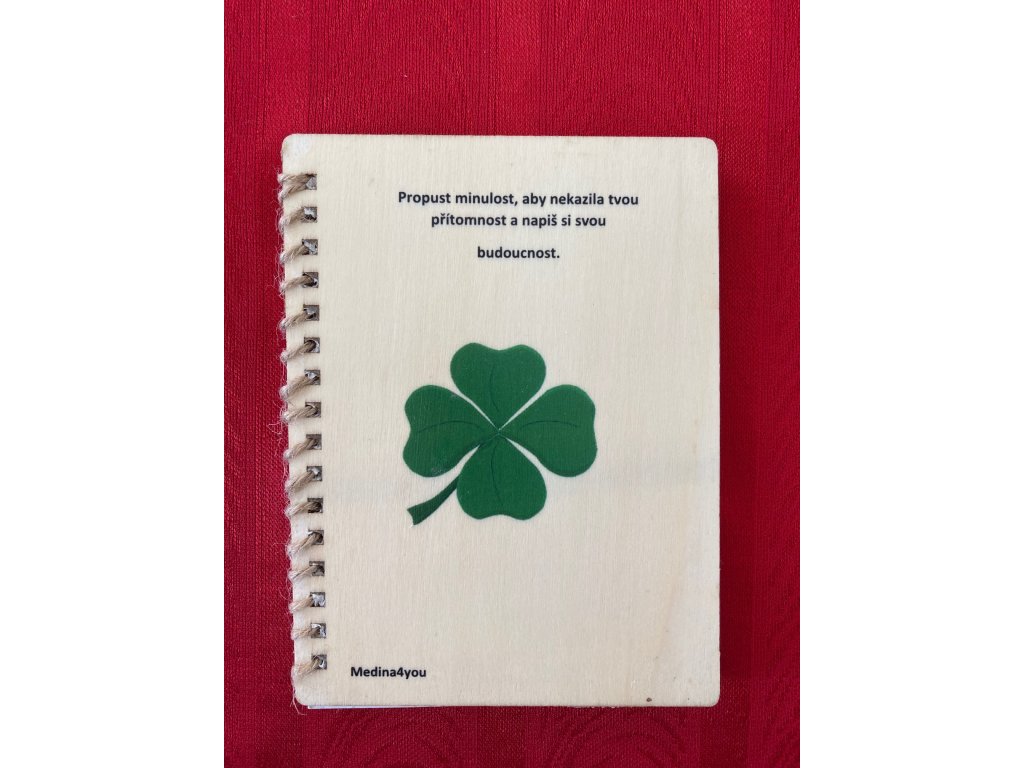 Propust minulost, aby nekazila tvou
přítomnost a napiš si svou
budoucnost.
Medina4you